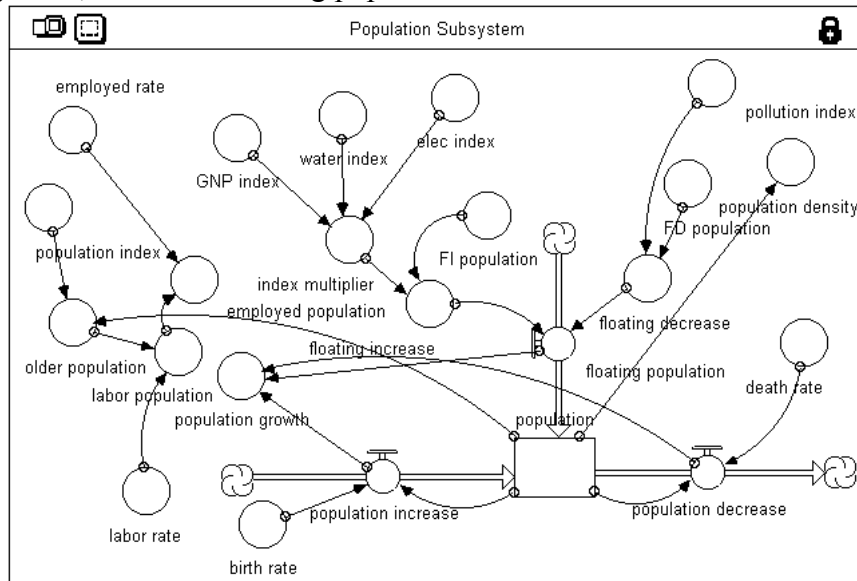 Population Subsystem
employed rate
pollution index
elec index
water index
GNP index
population density
FD population
population index
FI population
index multiplier
employed population
floating decrease
floating increase
older population
floating population
labor population
death rate
population growth
population
population increase
population decrease
labor rate
birth rate